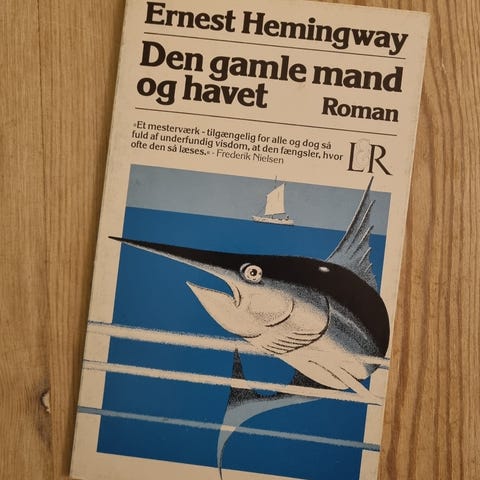 Ernest Hemingway
Den gamle mand
og havet
Roman
»Et mesterværk - tilgængelig for alle og dog så
fuld af underfundig visdom, at den fængsler, hvor
ofte den så læses.« - Frederik Nielsen
LR